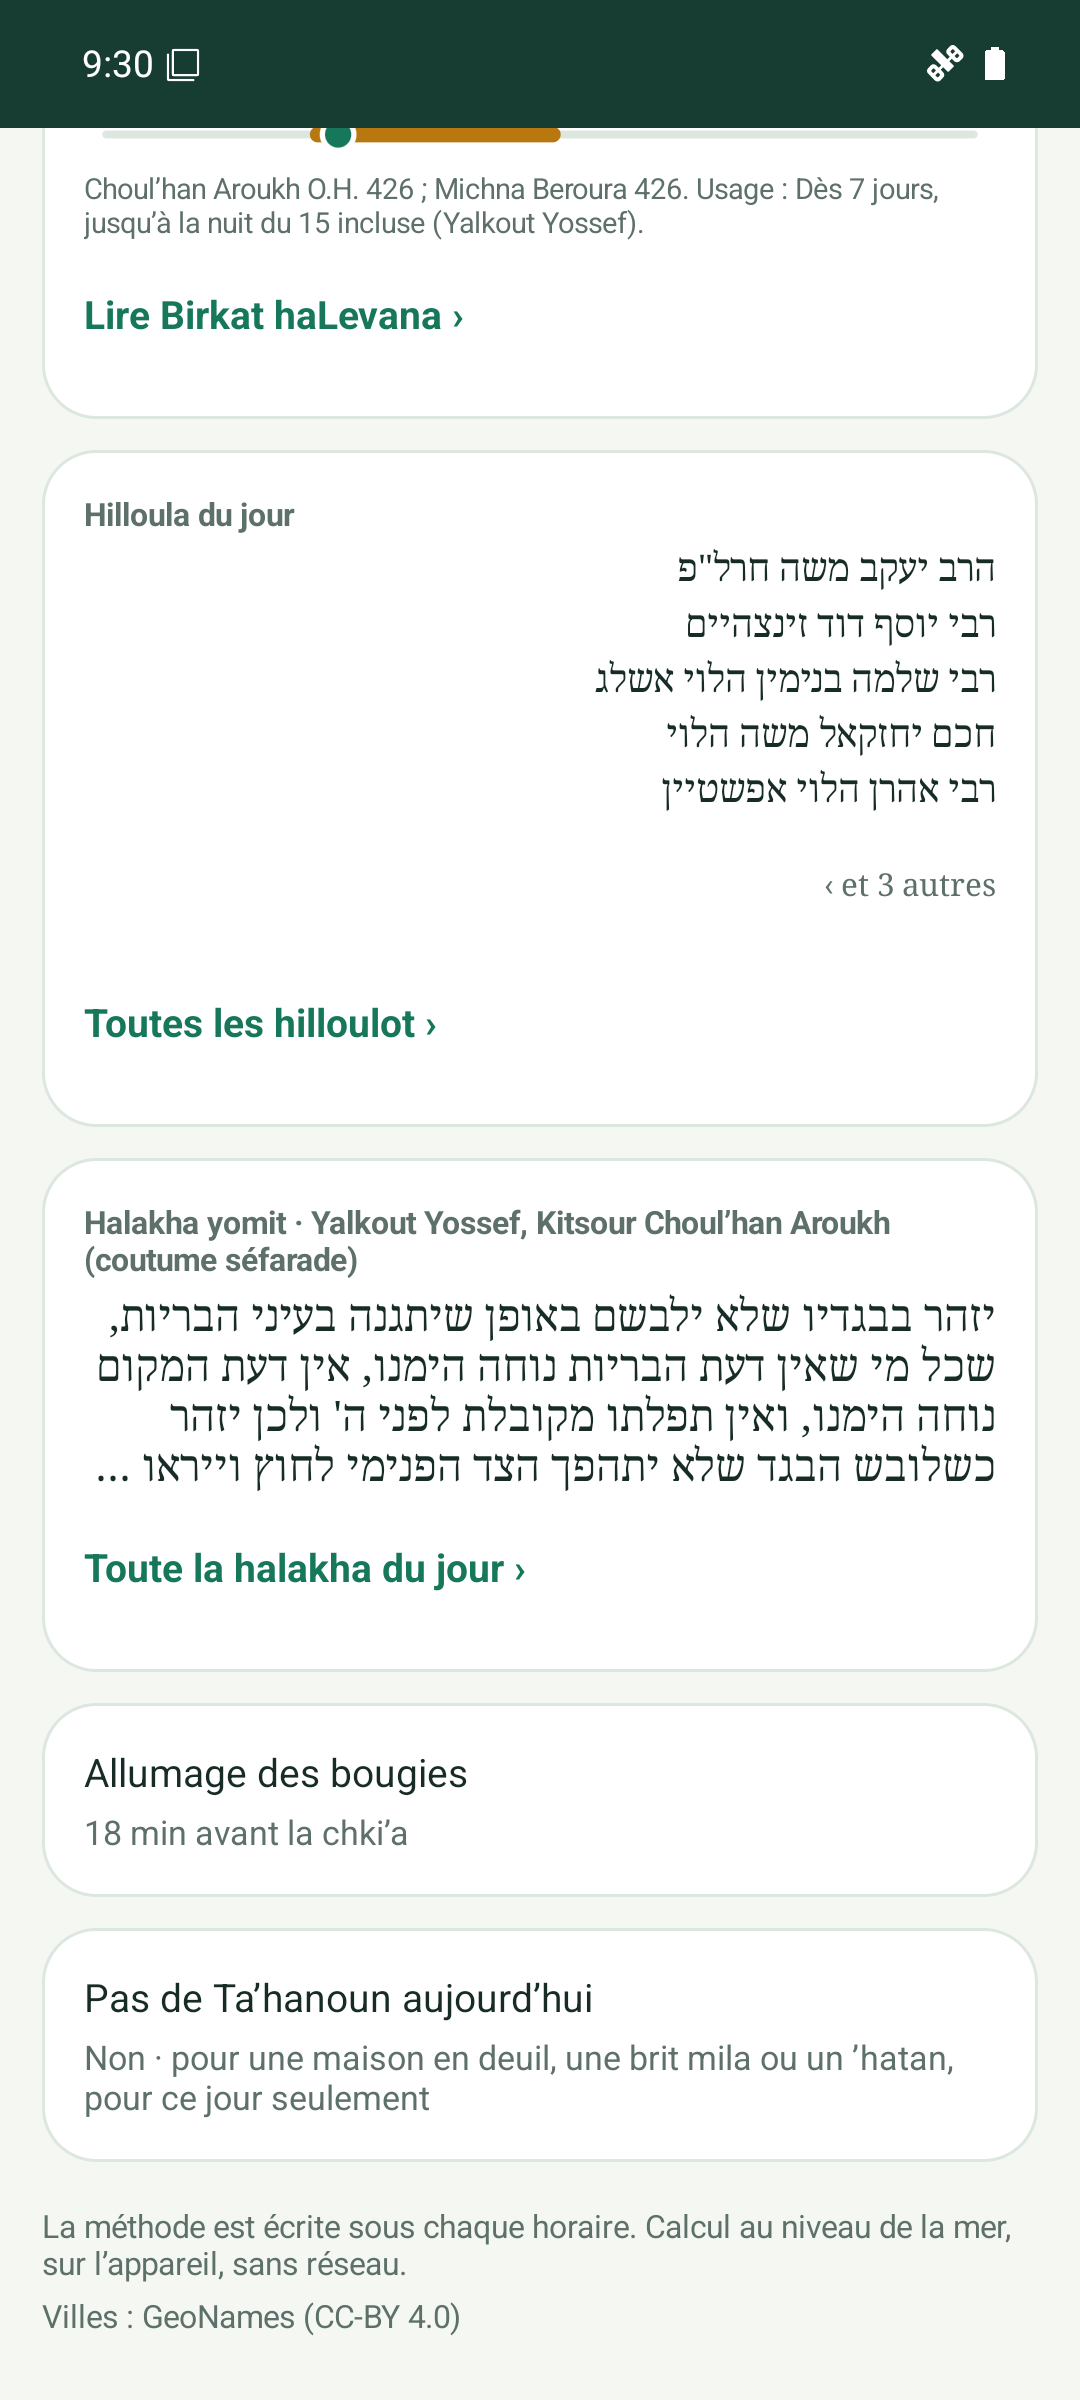 9:30
Choul’han Aroukh O.H. 426 ; Michna Beroura 426. Usage : Dès 7 jours,
jusqu’à la nuit du 15 incluse (Yalkout Yossef).
Lire Birkat haLevana ›
Hilloula du jour
הרב יעקב משה חרל"פ
רבי יוסף דוד זינצהיים
רבי שלמה בנימין הלוי אשלג
חכם יחזקאל משה הלוי
רבי אהרן הלוי אפשטיין
‹ et 3 autres
Toutes les hilloulot ›
Halakha yomit · Yalkout Yossef, Kitsour Choul’han Aroukh
(coutume séfarade)
יזהר בבגדיו שלא ילבשם באופן שיתגנה בעיני הבריות,
שכל מי שאין דעת הבריות נוחה הימנו, אין דעת המקום
נוחה הימנו, ואין תפלתו מקובלת לפני ה' ולכן יזהר
כשלובש הבגד שלא יתהפך הצד הפנימי לחוץ וייראו ...
Toute la halakha du jour ›
Allumage des bougies
18 min avant la chki’a
Pas de Ta’hanoun aujourd’hui
Non · pour une maison en deuil, une brit mila ou un ’hatan,
pour ce jour seulement
La méthode est écrite sous chaque horaire. Calcul au niveau de la mer,
sur l’appareil, sans réseau.
Villes : GeoNames (CC-BY 4.0)